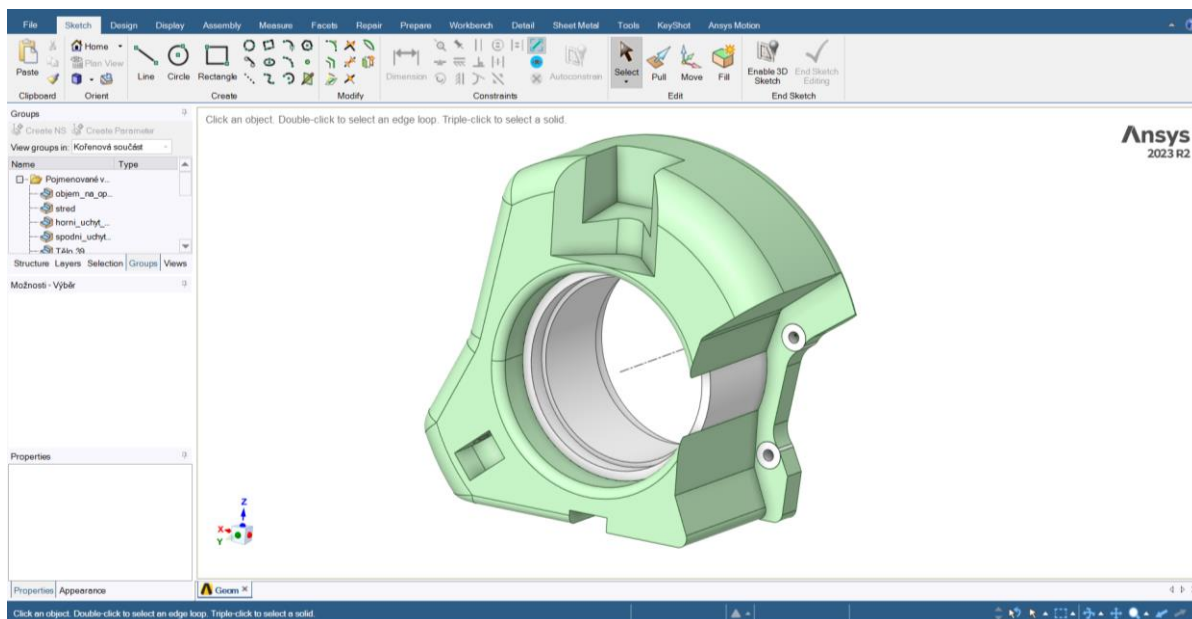 File Sketch Design Display Assembly Measure Facets Repair Prepare Workbench Detail Sheet Metal Tools KeyShot Ansys Motion
Paste
Home
Plan View
Line Circle Rectangle
Dimension
Autoconstrain
Select Pull Move Fill
Enable 3D Sketch
End Sketch Editing
Clipboard Orient Create Modify Constraints Edit End Sketch
Groups
Create NS Create Parameter
View groups in: Kořenová součást
Name Type
Pojmenované v...
objem_na_op...
stred
horni_uchyt_...
spodni_uchyt...
Tělo 39
Structure Layers Selection Groups Views
Možnosti - Výběr
Properties
Properties Appearance
Click an object. Double-click to select an edge loop. Triple-click to select a solid.
Ansys
2023 R2
Z
X
Y
Geom
Click an object. Double-click to select an edge loop. Triple-click to select a solid.